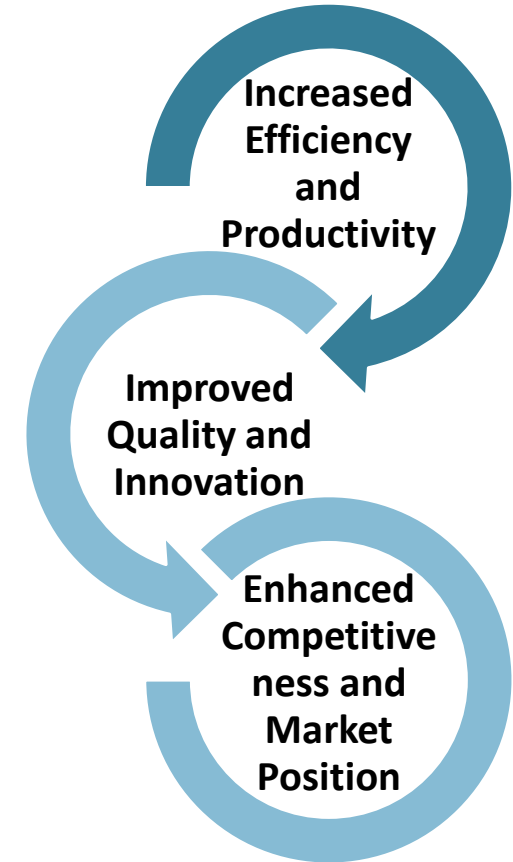 Increased
Efficiency
and
Productivity
Improved
Quality and
Innovation
Enhanced
Competitive
ness and
Market
Position